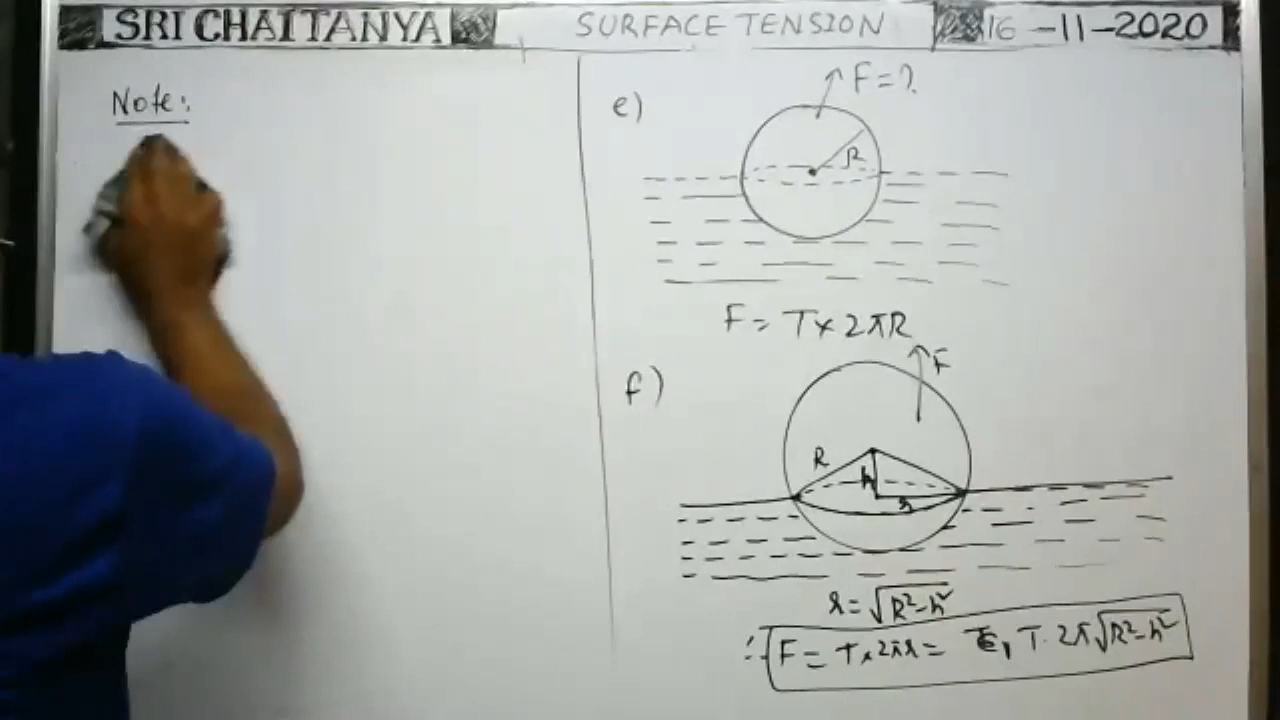 SRI CHAITANYA
SURFACE TENSION
16-11-2020
Note:
e)
F=?
R
F = T× 2πR
f)
F
R
h
r
r = √R²-h²
∴ F = T×2πr = T. 2π√R²-h²